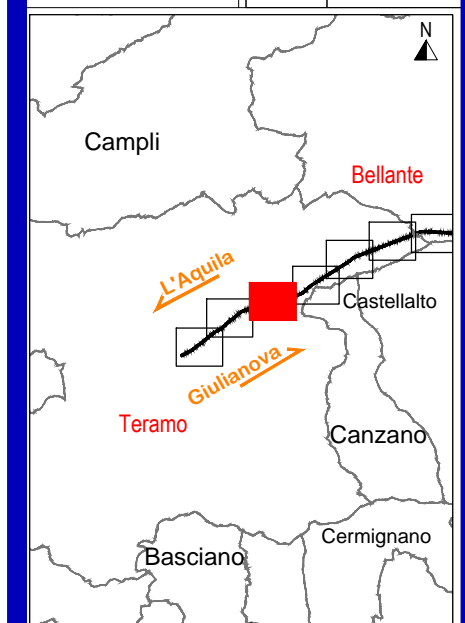 N
Campli
Bellante
L'Aquila
Castellalto
Giulianova
Teramo
Canzano
Cermignano
Basciano